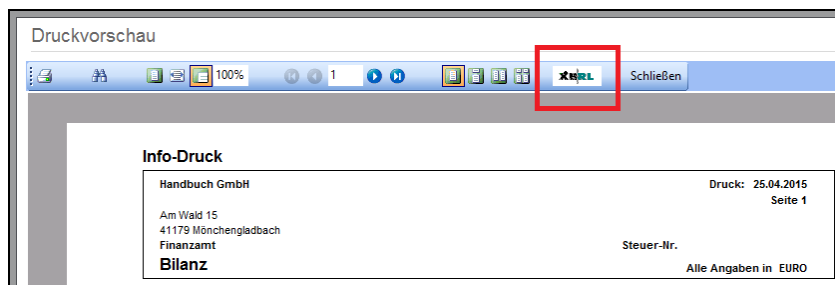 Druckvorschau
100% 1 XBRL Schließen
Info-Druck
Handbuch GmbH Druck: 25.04.2015
Seite 1
Am Wald 15
41179 Mönchengladbach
Finanzamt Steuer-Nr.
Bilanz Alle Angaben in EURO